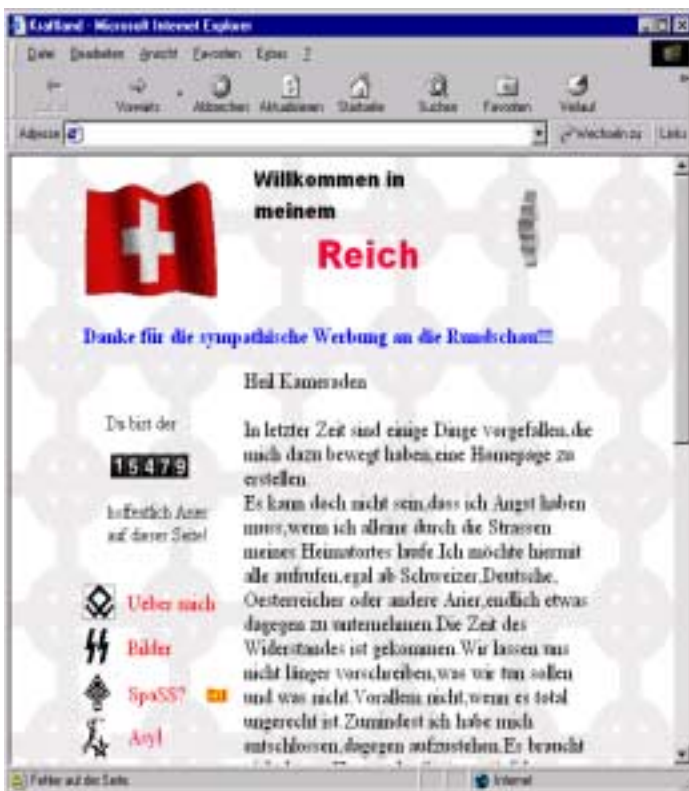 Kraftland - Microsoft Internet Explorer
Datei Bearbeiten Ansicht Favoriten Extras ?
Vorwärts Abbrechen Aktualisieren Startseite Suchen Favoriten Verlauf
Adresse Wechseln zu Links
Willkommen in
meinem
Reich
Danke für die sympathische Werbung an die Rundschau!!!
Heil Kameraden
Du bist der
15479
hoffentlich Arier
auf dieser Seite!
Ueber mich
Bilder
SpaSS?
Asyl
In letzter Zeit sind einige Dinge vorgefallen,die
mich dazu bewegt haben,eine Homepage zu
erstellen.
Es kann doch nicht sein,dass ich Angst haben
muss,wenn ich alleine durch die Strassen
meines Heimatortes laufe.Ich möchte hiermit
alle aufrufen,egal ob Schweizer,Deutsche,
Oesterreicher oder andere Arier,endlich etwas
dagegen zu unternehmen.Die Zeit des
Widerstandes ist gekommen.Wir lassen uns
nicht länger vorschreiben,was wir tun sollen
und was nicht.Vorallem nicht,wenn es total
ungerecht ist.Zumindest ich habe mich
entschlossen,dagegen aufzustehen.Es braucht
Fehler auf der Seite.
Internet